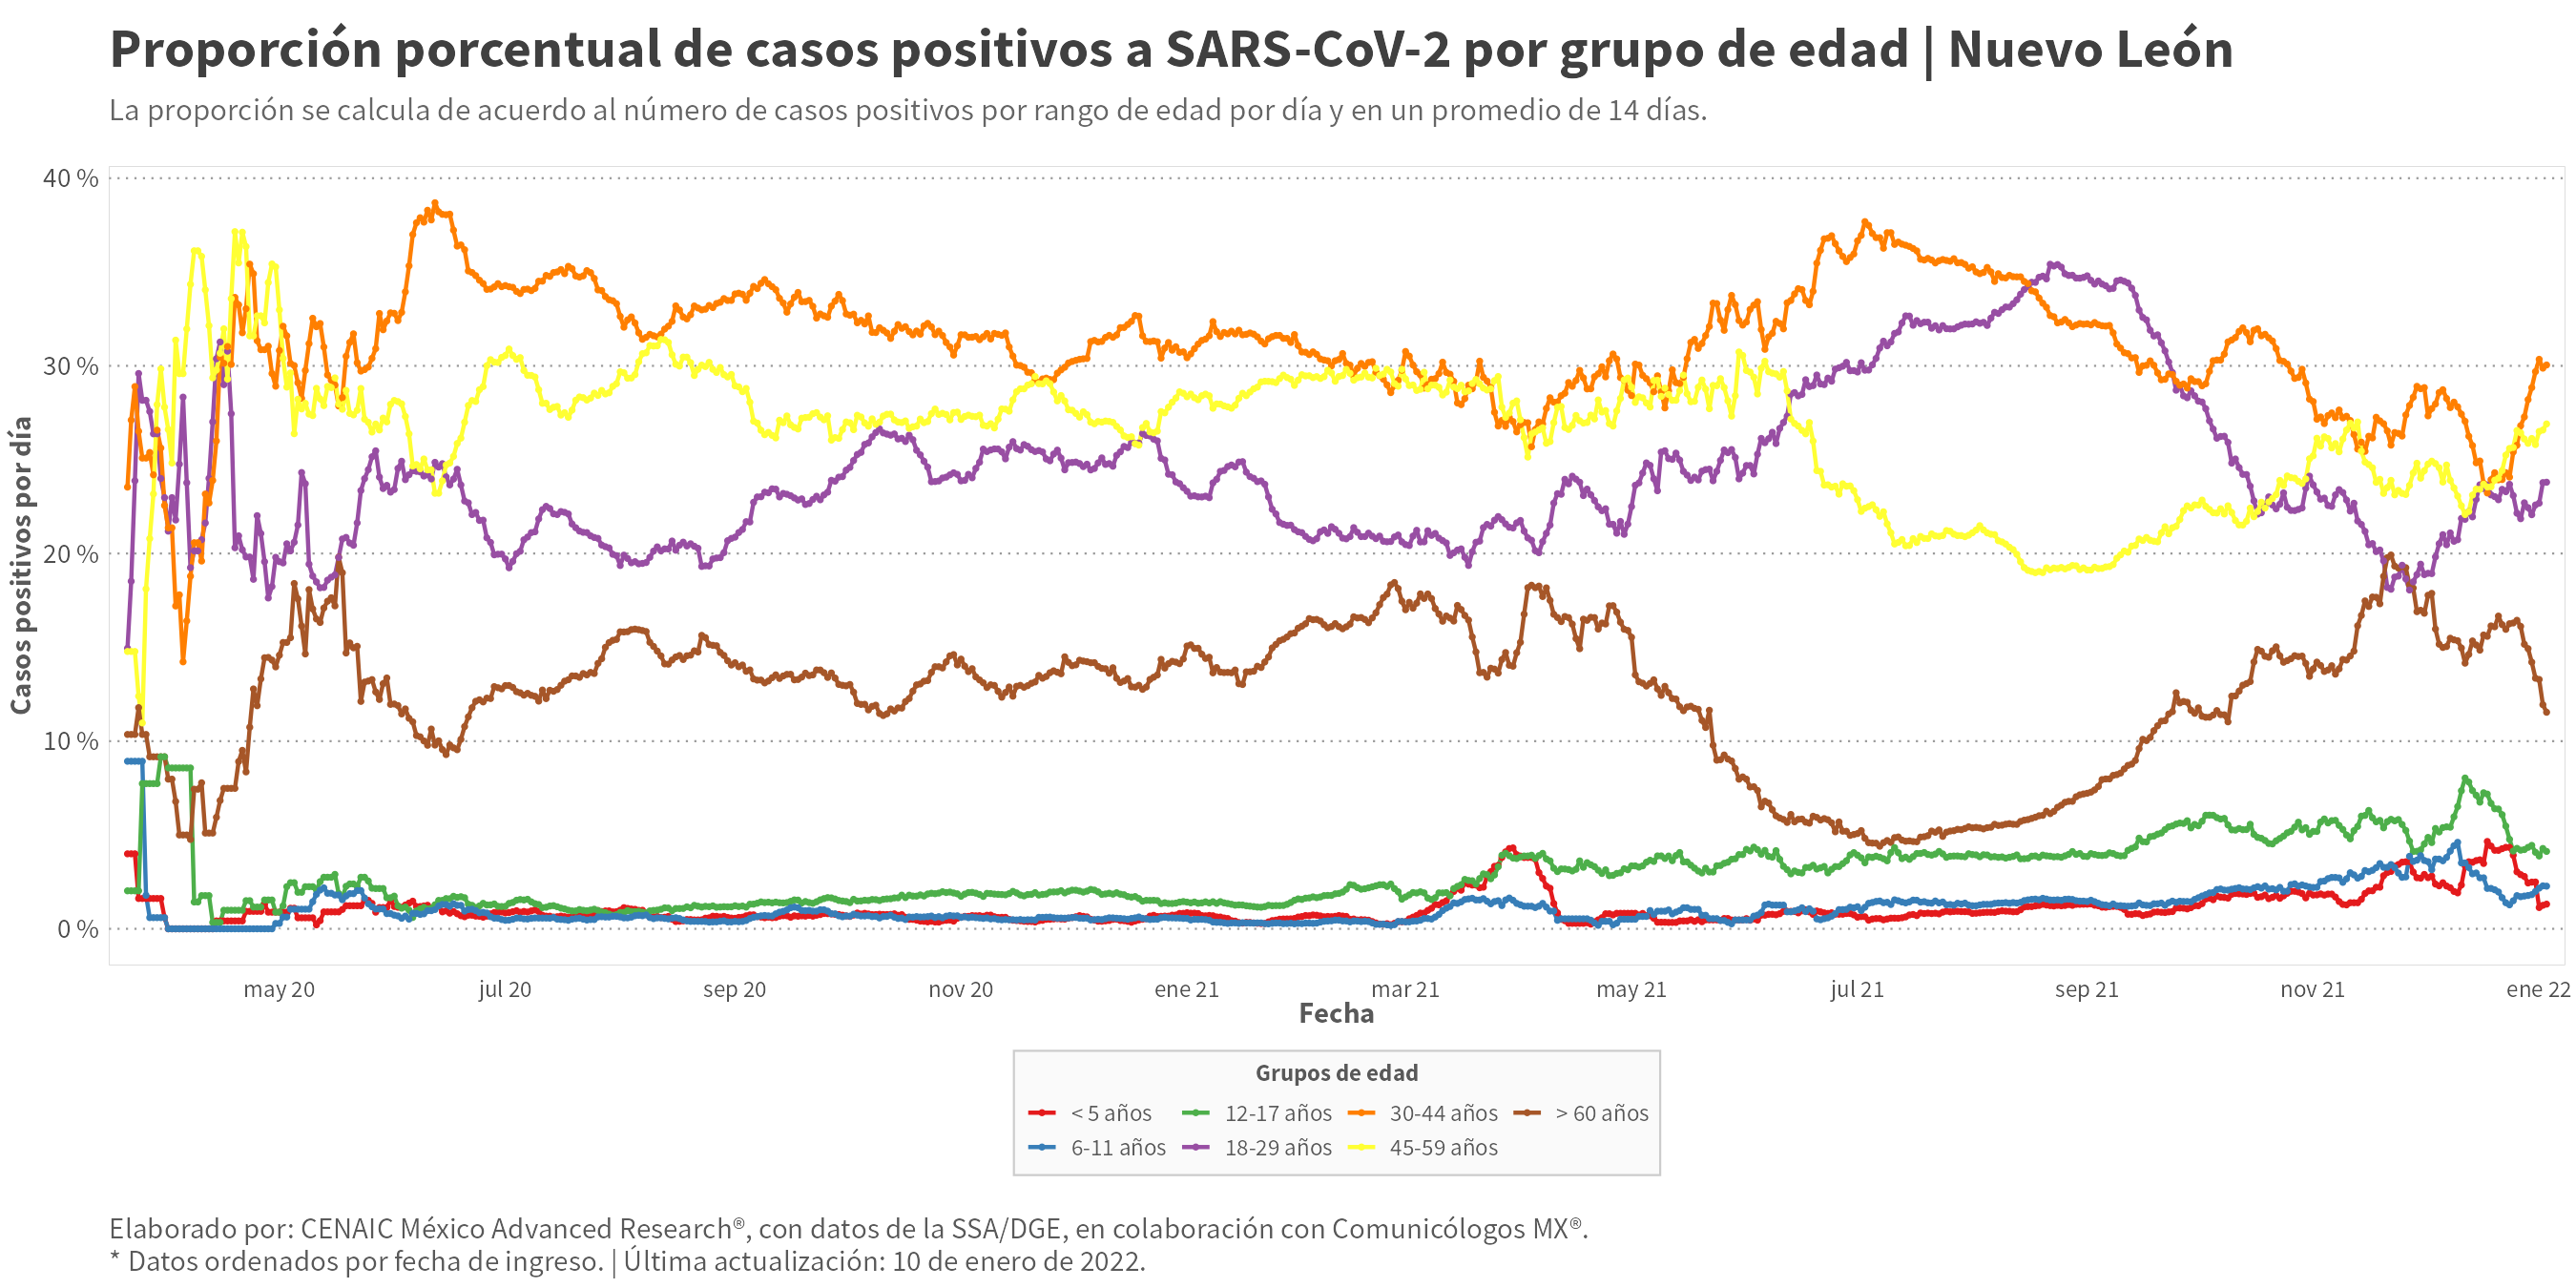 Proporción porcentual de casos positivos a SARS-CoV-2 por grupo de edad | Nuevo León
La proporción se calcula de acuerdo al número de casos positivos por rango de edad por día y en un promedio de 14 días.
Casos positivos por día
40 %
30 %
20 %
10 %
0 %
may 20 jul 20 sep 20 nov 20 ene 21 mar 21 may 21 jul 21 sep 21 nov 21 ene 22
Fecha
Grupos de edad
< 5 años 12-17 años 30-44 años > 60 años
6-11 años 18-29 años 45-59 años
Elaborado por: CENAIC México Advanced Research®, con datos de la SSA/DGE, en colaboración con Comunicólogos MX®.
* Datos ordenados por fecha de ingreso. | Última actualización: 10 de enero de 2022.